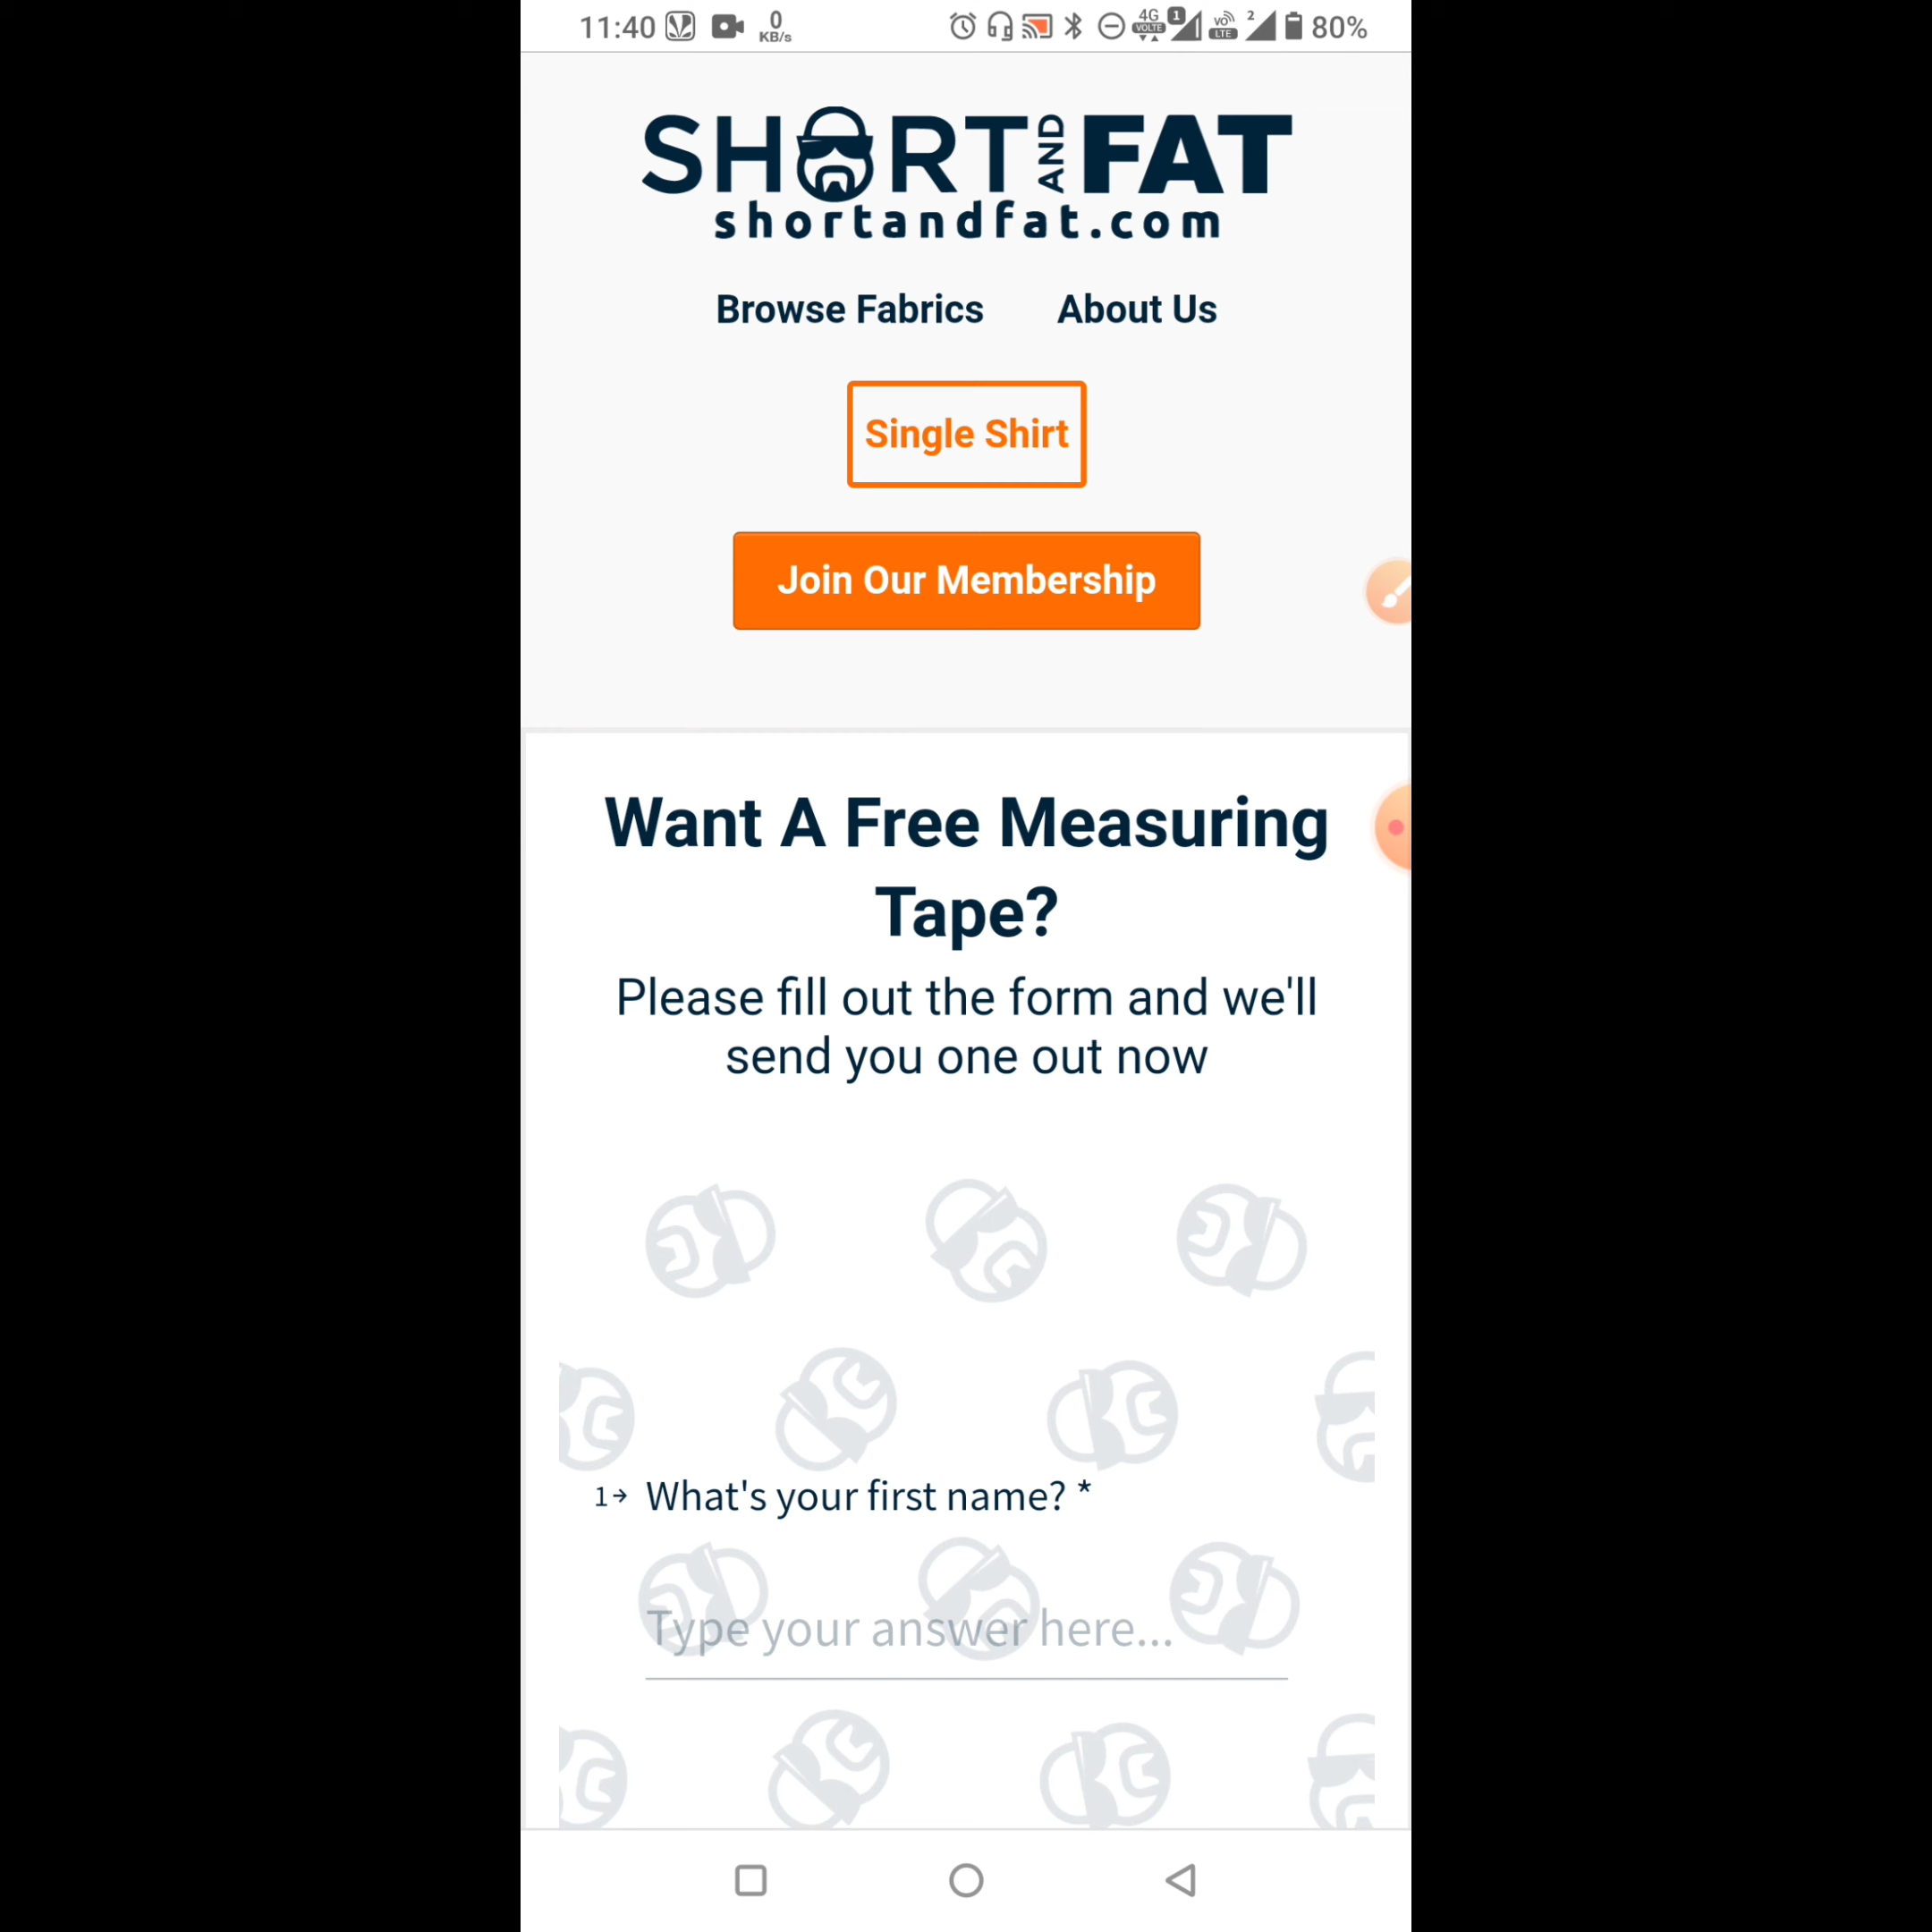 11:40 0 KB/s 4G VOLTE 1 VO LTE 2 80%
SHORT AND FAT
shortandfat.com
Browse Fabrics About Us
Single Shirt
Join Our Membership
Want A Free Measuring
Tape?
Please fill out the form and we'll
send you one out now
1→ What's your first name? *
Type your answer here...